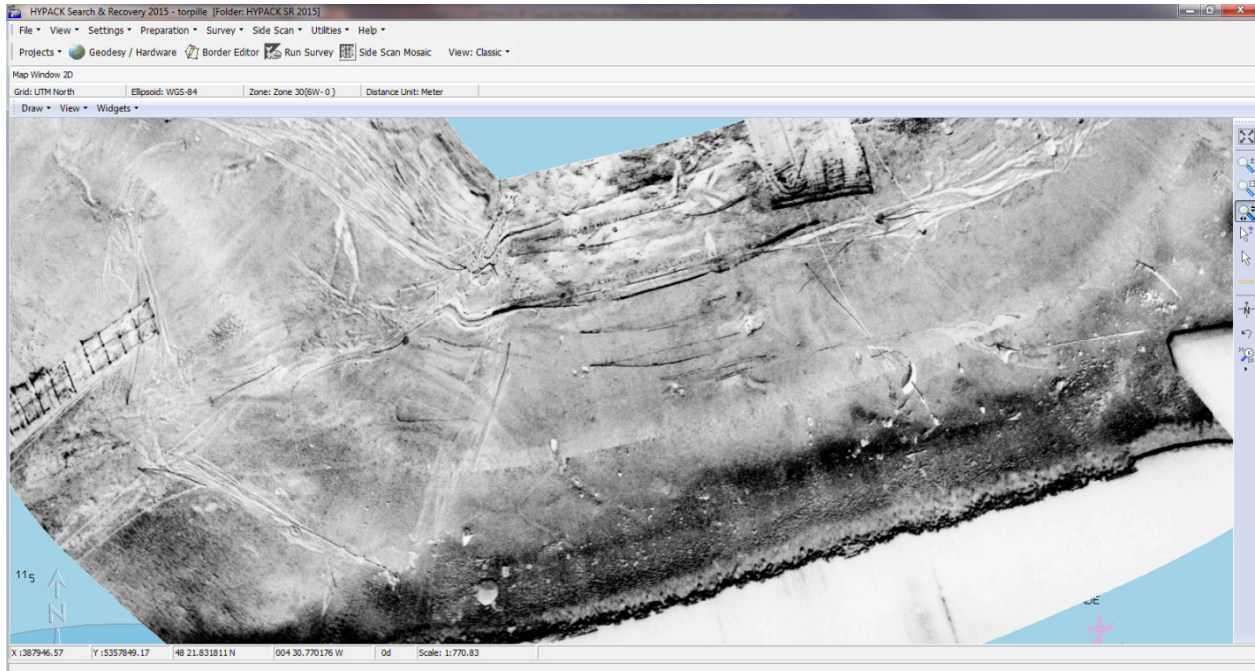 HYPACK Search & Recovery 2015 - torpille [Folder: HYPACK SR 2015]
File View Settings Preparation Survey Side Scan Utilities Help
Projects Geodesy / Hardware Border Editor Run Survey Side Scan Mosaic View: Classic
Map Window 2D
Grid: UTM North Ellipsoid: WGS-84 Zone: Zone 30(6W- 0 ) Distance Unit: Meter
Draw View Widgets
N
11₅
N
DE
X :387946.57 Y :5357849.17 48 21.831811 N 004 30.770176 W 0d Scale: 1:770.83